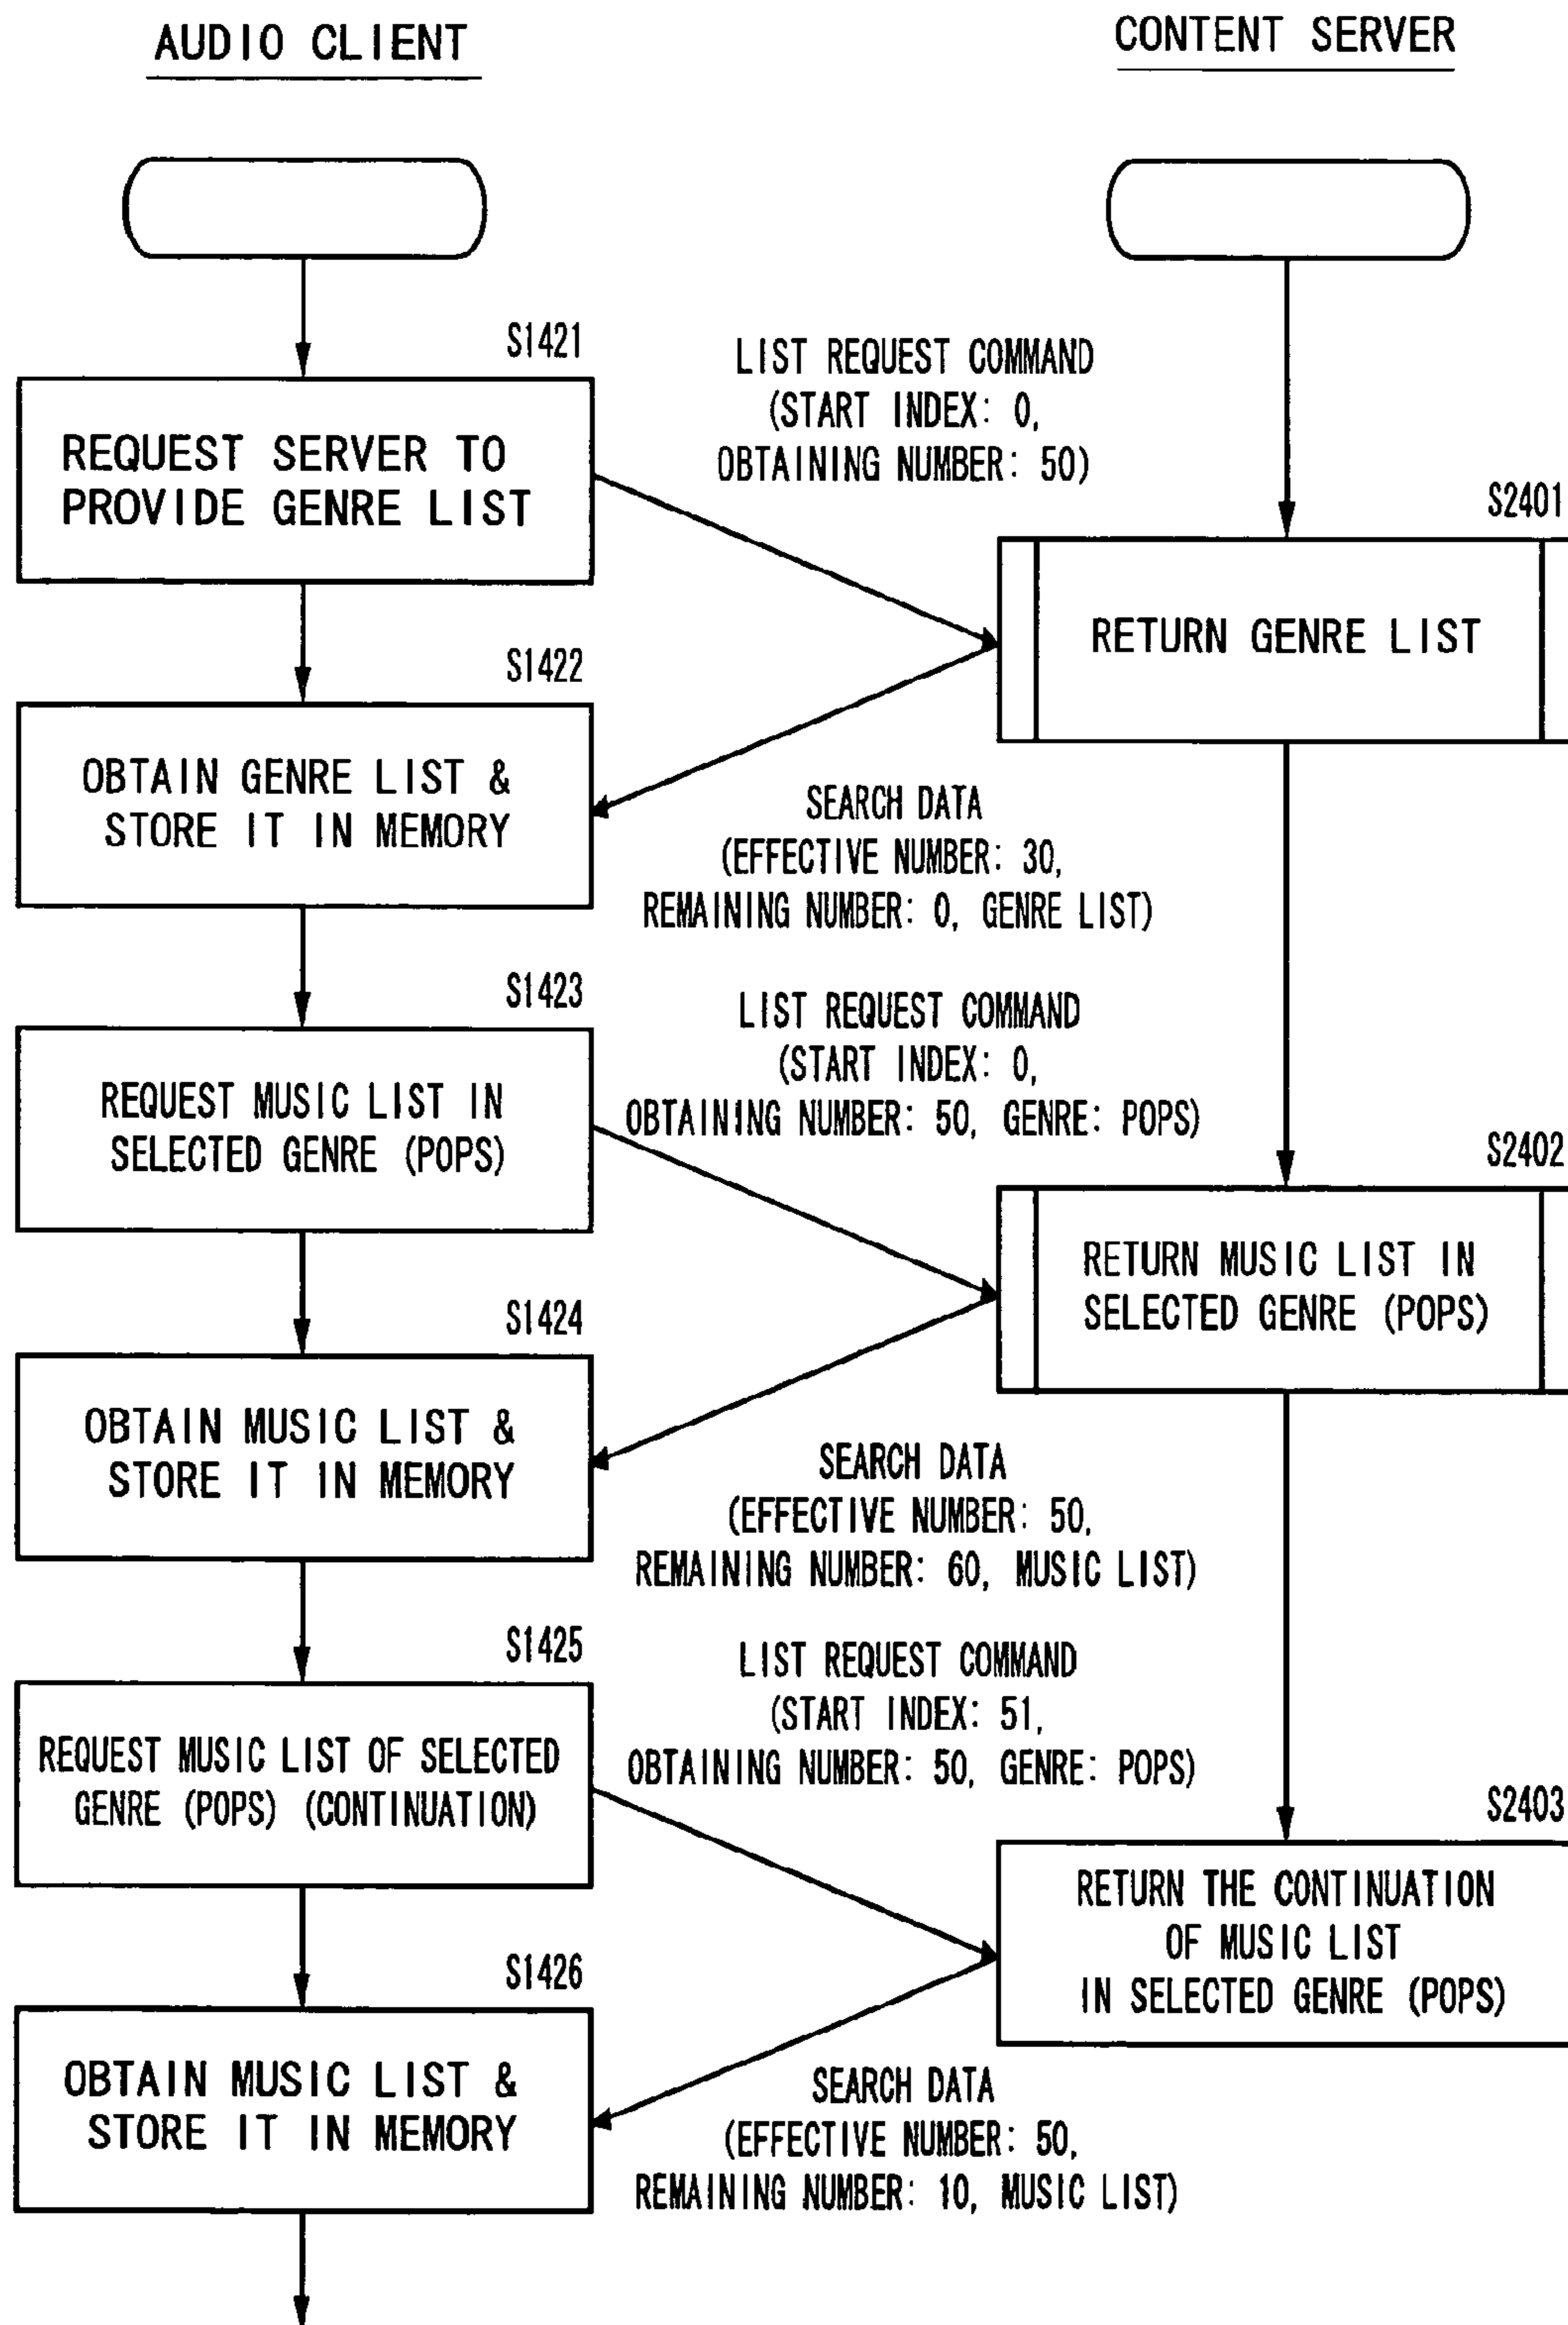 AUDIO CLIENT
CONTENT SERVER
S1421
REQUEST SERVER TO
PROVIDE GENRE LIST
LIST REQUEST COMMAND
(START INDEX: 0,
OBTAINING NUMBER: 50)
S2401
RETURN GENRE LIST
S1422
OBTAIN GENRE LIST &
STORE IT IN MEMORY
SEARCH DATA
(EFFECTIVE NUMBER: 30,
REMAINING NUMBER: 0, GENRE LIST)
S1423
REQUEST MUSIC LIST IN
SELECTED GENRE (POPS)
LIST REQUEST COMMAND
(START INDEX: 0,
OBTAINING NUMBER: 50, GENRE: POPS)
S2402
RETURN MUSIC LIST IN
SELECTED GENRE (POPS)
S1424
OBTAIN MUSIC LIST &
STORE IT IN MEMORY
SEARCH DATA
(EFFECTIVE NUMBER: 50,
REMAINING NUMBER: 60, MUSIC LIST)
S1425
REQUEST MUSIC LIST OF SELECTED
GENRE (POPS) (CONTINUATION)
LIST REQUEST COMMAND
(START INDEX: 51,
OBTAINING NUMBER: 50, GENRE: POPS)
S2403
RETURN THE CONTINUATION
OF MUSIC LIST
IN SELECTED GENRE (POPS)
S1426
OBTAIN MUSIC LIST &
STORE IT IN MEMORY
SEARCH DATA
(EFFECTIVE NUMBER: 50,
REMAINING NUMBER: 10, MUSIC LIST)